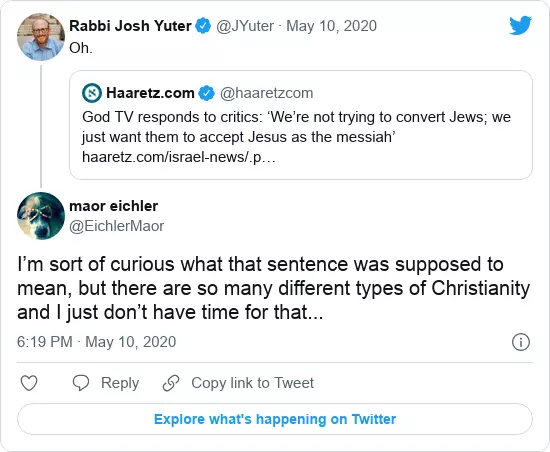 Rabbi Josh Yuter @JYuter · May 10, 2020
Oh.
Haaretz.com @haaretzcom
God TV responds to critics: ‘We’re not trying to convert Jews; we
just want them to accept Jesus as the messiah’
haaretz.com/israel-news/.p…
maor eichler
@EichlerMaor
I’m sort of curious what that sentence was supposed to
mean, but there are so many different types of Christianity
and I just don’t have time for that...
6:19 PM · May 10, 2020
Reply Copy link to Tweet
Explore what's happening on Twitter